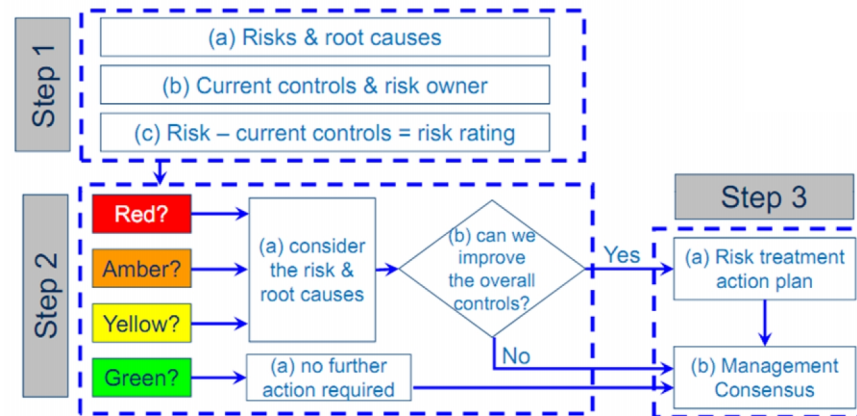 Step 1
(a) Risks & root causes
(b) Current controls & risk owner
(c) Risk – current controls = risk rating
Step 2
Red?
Amber?
Yellow?
Green?
(a) consider
the risk &
root causes
(a) no further
action required
(b) can we
improve
the overall
controls?
Yes
No
Step 3
(a) Risk treatment
action plan
(b) Management
Consensus